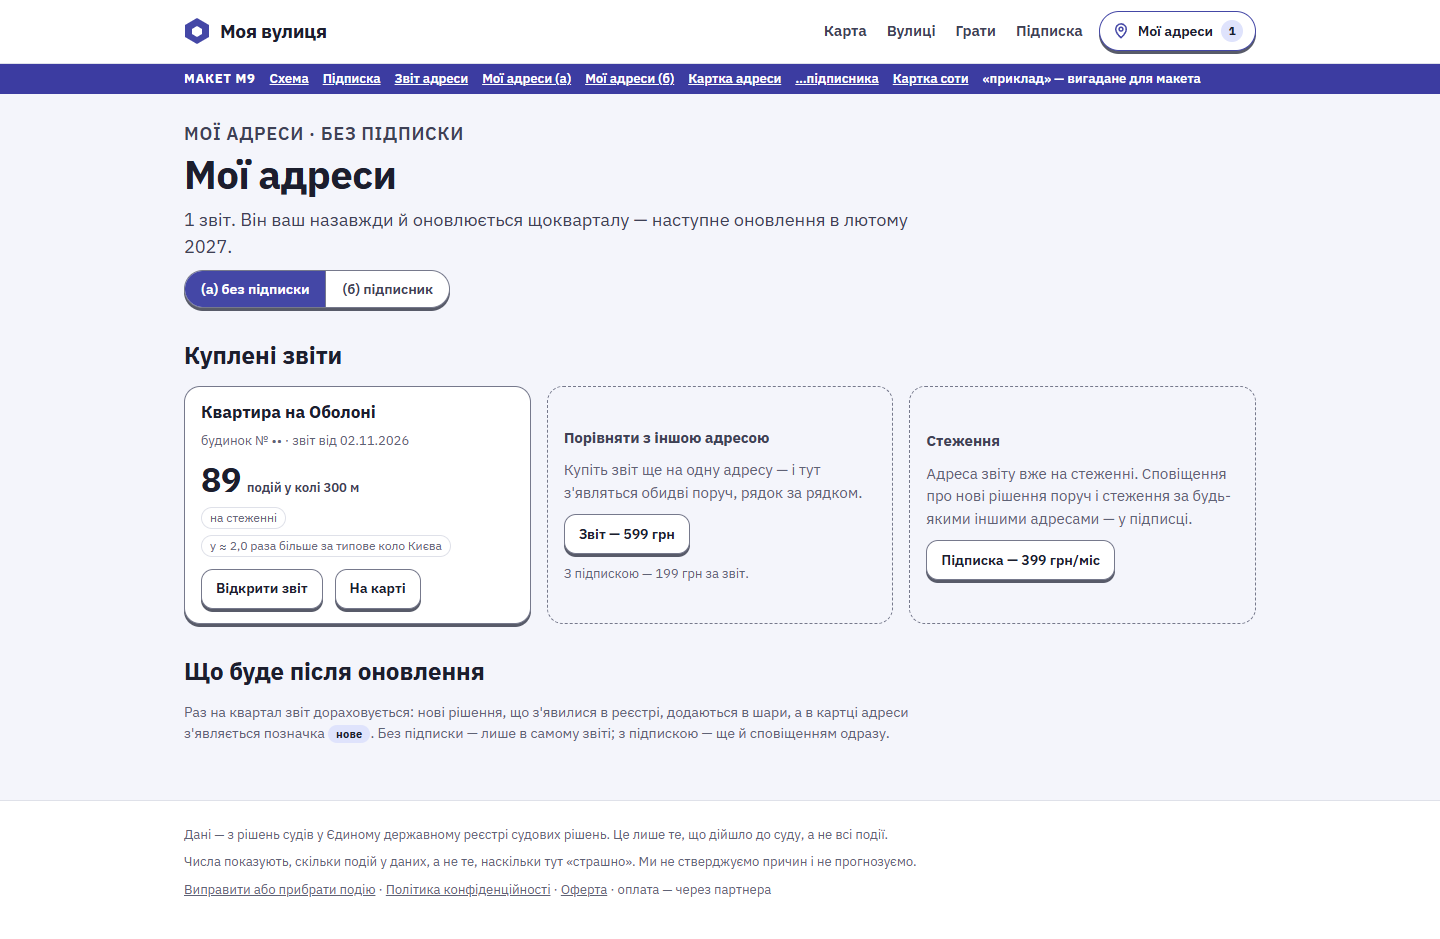 Моя вулиця
Карта
Вулиці
Грати
Підписка
Мої адреси 1
МАКЕТ М9 Схема Підписка Звіт адреси Мої адреси (а) Мої адреси (б) Картка адреси …підписника Картка соти «приклад» — вигадане для макета
МОЇ АДРЕСИ · БЕЗ ПІДПИСКИ
Мої адреси
1 звіт. Він ваш назавжди й оновлюється щокварталу — наступне оновлення в лютому
2027.
(а) без підписки
(б) підписник
Куплені звіти
Квартира на Оболоні
будинок № •• · звіт від 02.11.2026
89 подій у колі 300 м
на стеженні
у ≈ 2,0 раза більше за типове коло Києва
Відкрити звіт
На карті
Порівняти з іншою адресою
Купіть звіт ще на одну адресу — і тут
з'являться обидві поруч, рядок за рядком.
Звіт — 599 грн
З підпискою — 199 грн за звіт.
Стеження
Адреса звіту вже на стеженні. Сповіщення
про нові рішення поруч і стеження за будь-
якими іншими адресами — у підписці.
Підписка — 399 грн/міс
Що буде після оновлення
Раз на квартал звіт дораховується: нові рішення, що з'явилися в реєстрі, додаються в шари, а в картці адреси
з'являється позначка нове . Без підписки — лише в самому звіті; з підпискою — ще й сповіщенням одразу.
Дані — з рішень судів у Єдиному державному реєстрі судових рішень. Це лише те, що дійшло до суду, а не всі події.
Числа показують, скільки подій у даних, а не те, наскільки тут «страшно». Ми не стверджуємо причин і не прогнозуємо.
Виправити або прибрати подію · Політика конфіденційності · Оферта · оплата — через партнера